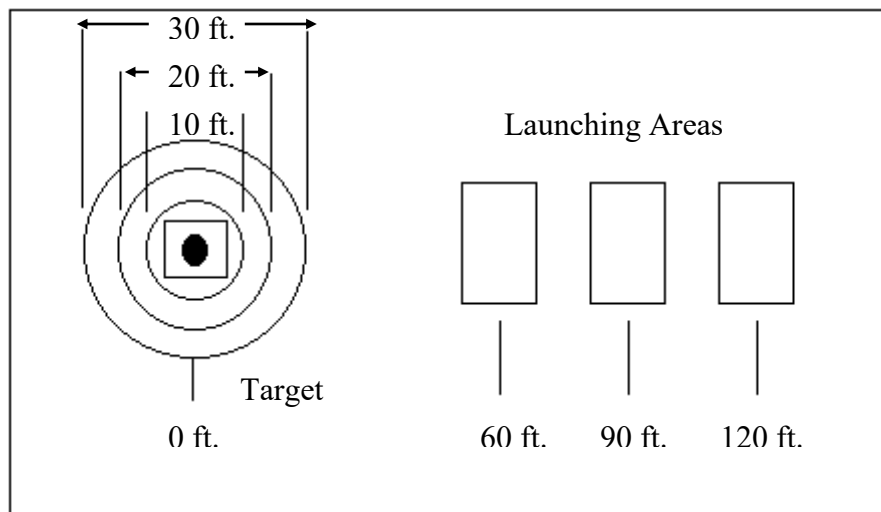 30 ft.
20 ft.
10 ft.
Launching Areas
Target
0 ft.
60 ft.
90 ft.
120 ft.